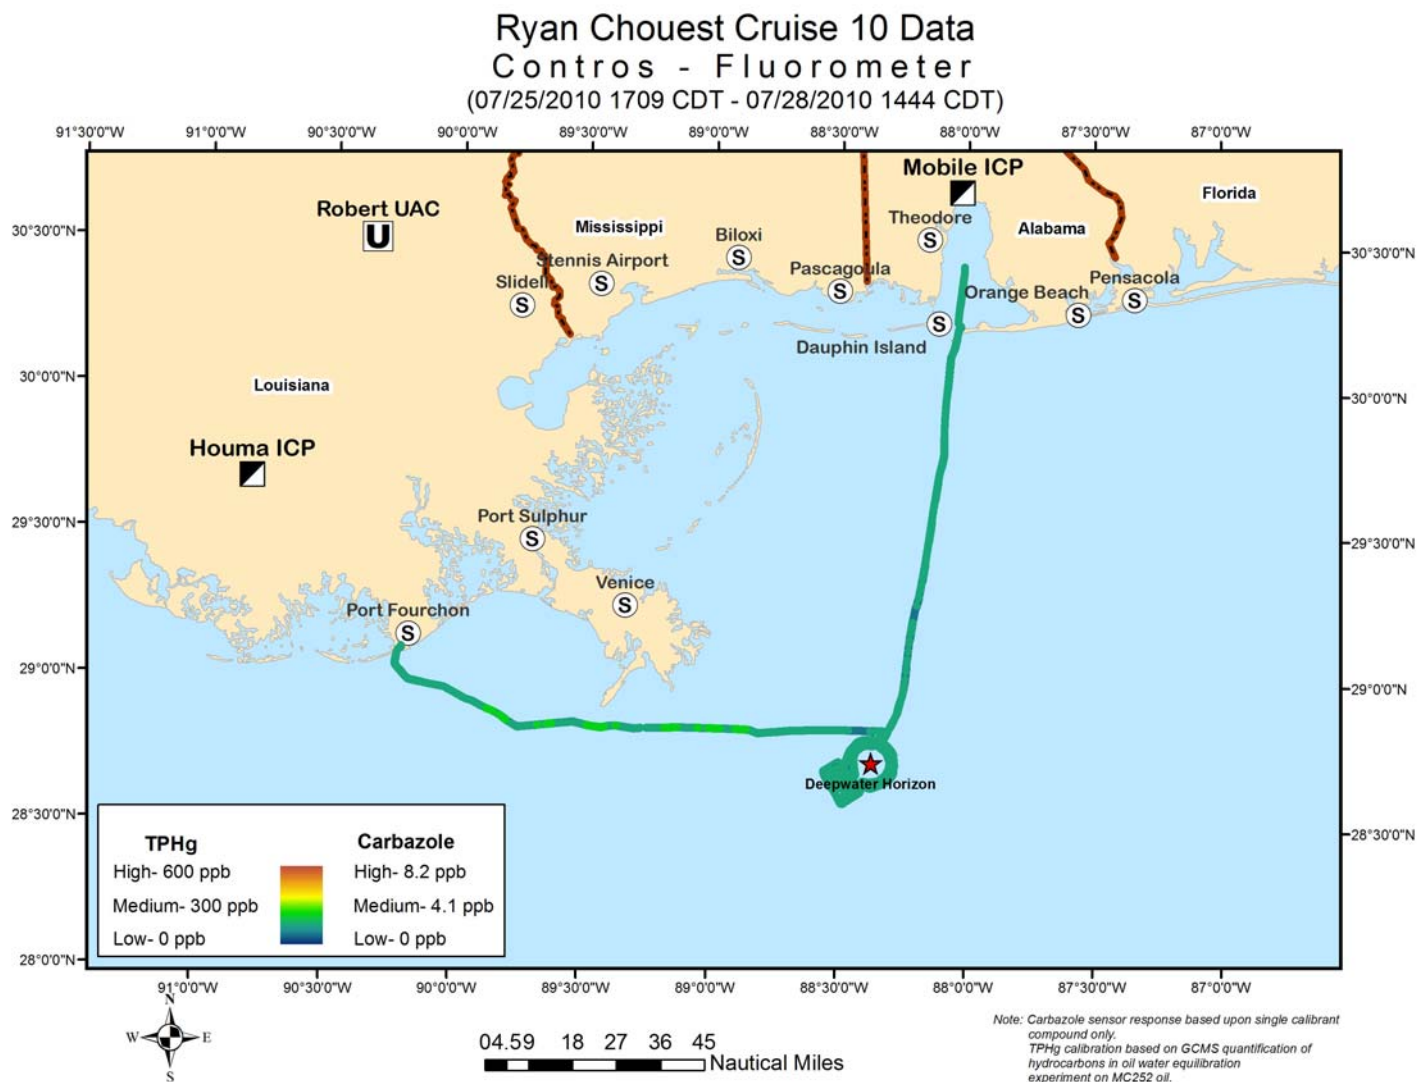 Ryan Chouest Cruise 10 Data
Contros - Fluorometer
(07/25/2010 1709 CDT - 07/28/2010 1444 CDT)
91°30'0"W 91°0'0"W 90°30'0"W 90°0'0"W 89°30'0"W 89°0'0"W 88°30'0"W 88°0'0"W 87°30'0"W 87°0'0"W
Mobile ICP
Florida
Robert UAC
U
Theodore
S
Mississippi
Alabama
30°30'0"N
30°30'0"N
Biloxi
S
Stennis Airport
S
Pascagoula
S
Pensacola
S
Slidell
S
Orange Beach
S
S
Dauphin Island
30°0'0"N
30°0'0"N
Louisiana
Houma ICP
29°30'0"N
29°30'0"N
Port Sulphur
S
Venice
S
Port Fourchon
S
29°0'0"N
29°0'0"N
Deepwater Horizon
28°30'0"N
28°30'0"N
TPHg Carbazole
High- 600 ppb High- 8.2 ppb
Medium- 300 ppb Medium- 4.1 ppb
Low- 0 ppb Low- 0 ppb
28°0'0"N
28°0'0"N
91°0'0"W 90°30'0"W 90°0'0"W 89°30'0"W 89°0'0"W 88°30'0"W 88°0'0"W 87°30'0"W 87°0'0"W
N
W E
S
04.59 18 27 36 45
Nautical Miles
Note: Carbazole sensor response based upon single calibrant
compound only.
TPHg calibration based on GCMS quantification of
hydrocarbons in oil water equilibration
experiment on MC252 oil.